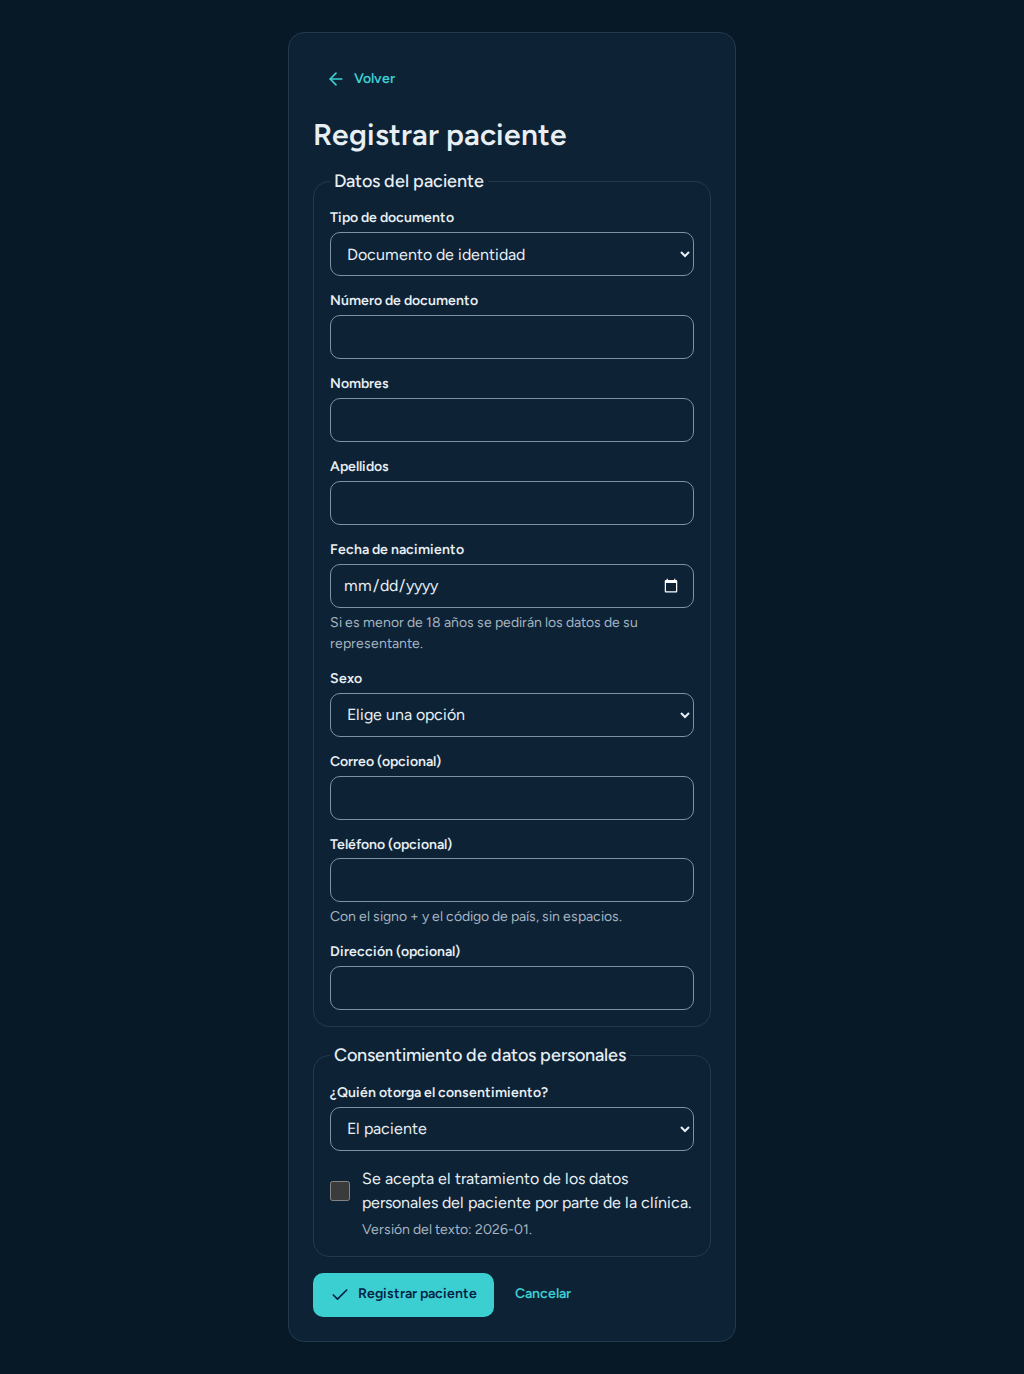 Volver
Registrar paciente
Datos del paciente
Tipo de documento
Documento de identidad
Número de documento
Nombres
Apellidos
Fecha de nacimiento
mm/dd/yyyy
Si es menor de 18 años se pedirán los datos de su
representante.
Sexo
Elige una opción
Correo (opcional)
Teléfono (opcional)
Con el signo + y el código de país, sin espacios.
Dirección (opcional)
Consentimiento de datos personales
¿Quién otorga el consentimiento?
El paciente
Se acepta el tratamiento de los datos
personales del paciente por parte de la clínica.
Versión del texto: 2026-01.
Registrar paciente
Cancelar